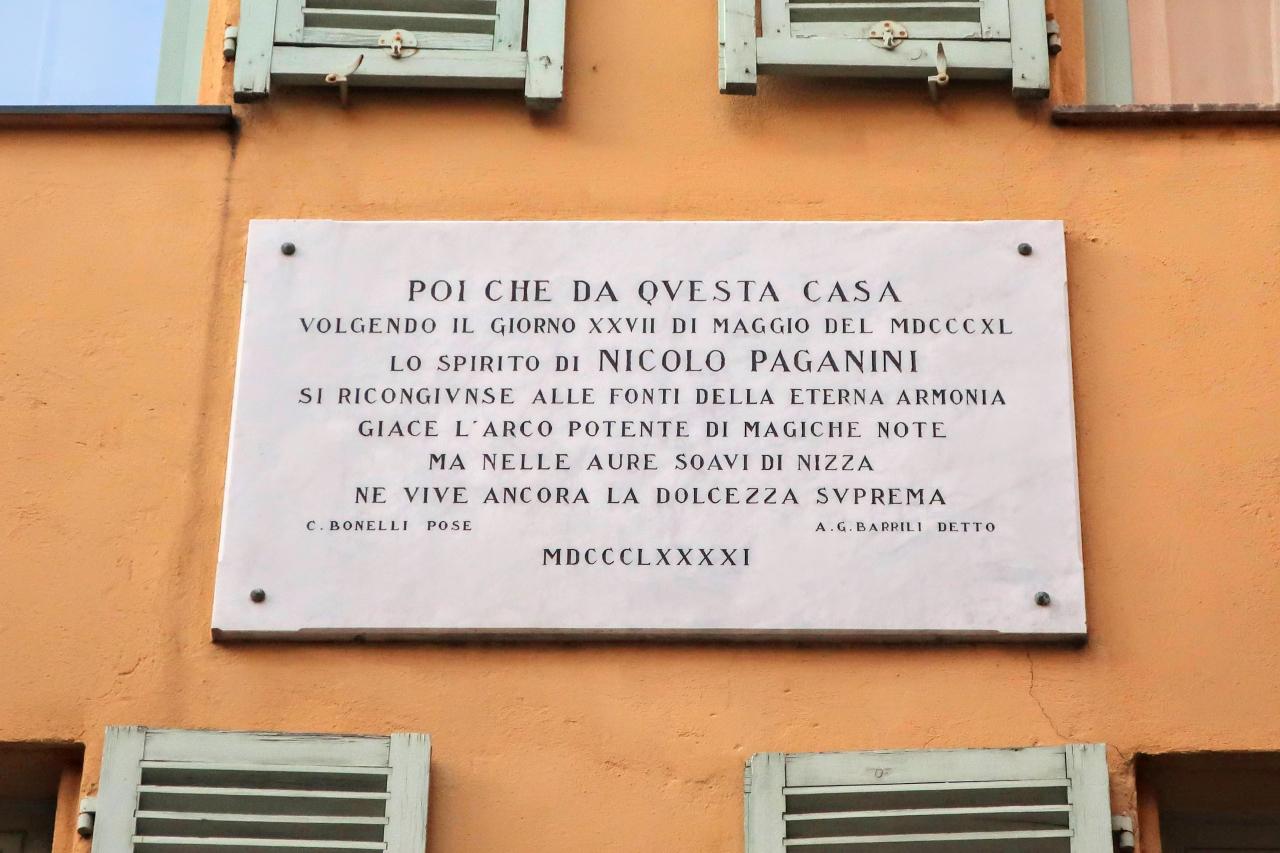 POI CHE DA QVESTA CASA
VOLGENDO IL GIORNO XXVII DI MAGGIO DEL MDCCCXL
LO SPIRITO DI NICOLO PAGANINI
SI RICONGIVNSE ALLE FONTI DELLA ETERNA ARMONIA
GIACE L'ARCO POTENTE DI MAGICHE NOTE
MA NELLE AURE SOAVI DI NIZZA
NE VIVE ANCORA LA DOLCEZZA SVPREMA
C. BONELLI POSE A.G. BARRILI DETTO
MDCCCLXXXXI